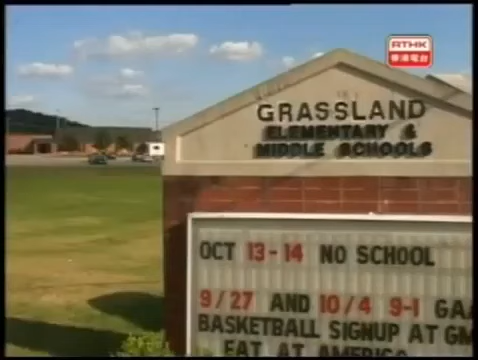 RTHK
香港電台
GRASSLAND
ELEMENTARY &
MIDDLE SCHOOLS
OCT 13-14 NO SCHOOL
9/27 AND 10/4 9-1 GA
BASKETBALL SIGNUP AT GM
EAT AT AMERIC